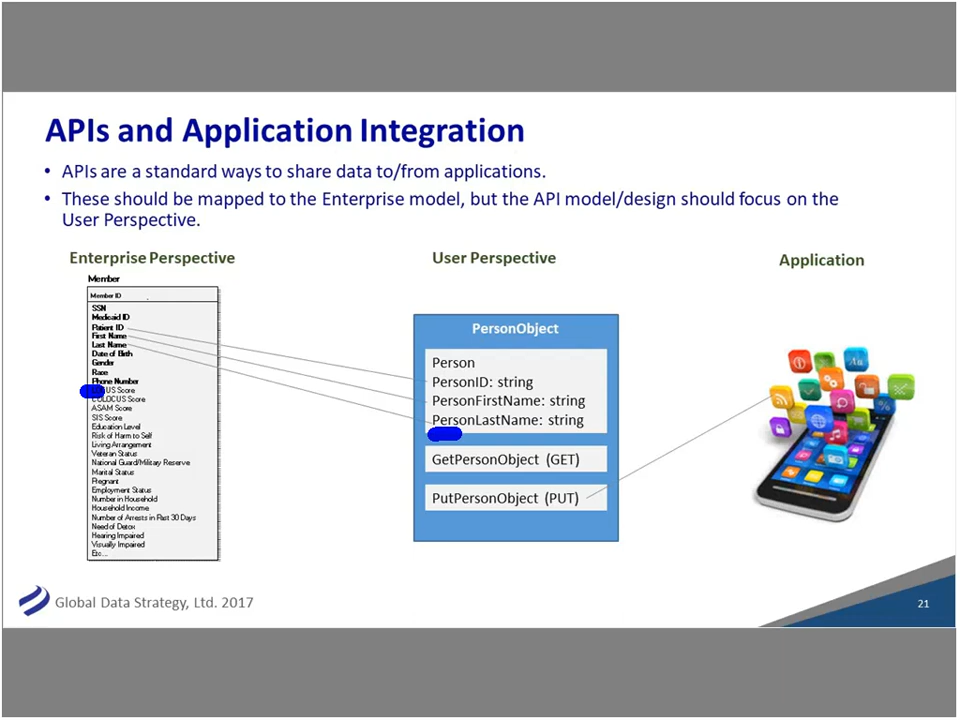 APIs and Application Integration
• APIs are a standard ways to share data to/from applications.
• These should be mapped to the Enterprise model, but the API model/design should focus on the
User Perspective.
Enterprise Perspective
Member
Member ID
SSN
Medicaid ID
Patient ID
First Name
Last Name
Date of Birth
Gender
Race
Phone Number
Score
COLOCUS Score
ASAM Score
SIS Score
Education Level
Risk of Harm to Self
Living Arrangement
Veteran Status
National Guard/Military Reserve
Marital Status
Pregnant
Employment Status
Number in Household
Household Income
Number of Arrests in Past 30 Days
Need of Detox
Hearing Impaired
Visually Impaired
Etc...
User Perspective
PersonObject
Person
PersonID: string
PersonFirstName: string
PersonLastName: string
GetPersonObject (GET)
PutPersonObject (PUT)
Application
Global Data Strategy, Ltd. 2017
21